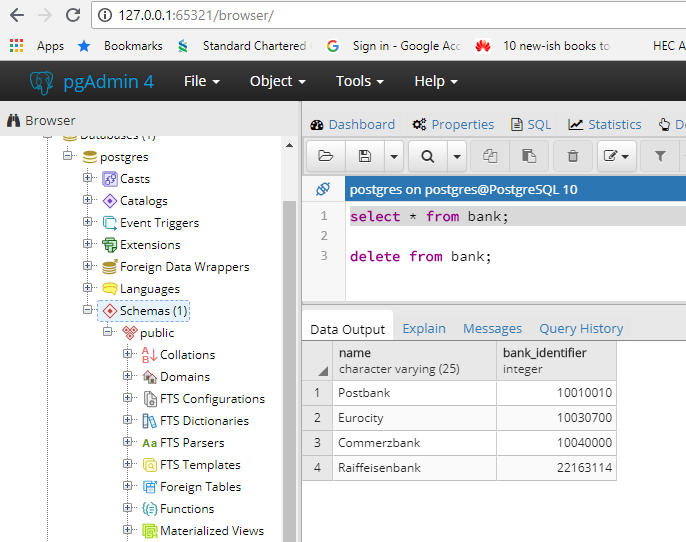 127.0.0.1:65321/browser/
Apps Bookmarks Standard Chartered Sign in - Google Acc 10 new-ish books to HEC A
pgAdmin 4 File Object Tools Help
Browser
Dashboard Properties SQL Statistics De
Databases (1)
postgres
Casts
Catalogs
Event Triggers
Extensions
Foreign Data Wrappers
Languages
Schemas (1)
public
Collations
Domains
FTS Configurations
FTS Dictionaries
Aa FTS Parsers
FTS Templates
Foreign Tables
Functions
Materialized Views
postgres on postgres@PostgreSQL 10
1 select * from bank;
2
3 delete from bank;
Data Output Explain Messages Query History
name bank_identifier
character varying (25) integer
1 Postbank 10010010
2 Eurocity 10030700
3 Commerzbank 10040000
4 Raiffeisenbank 22163114